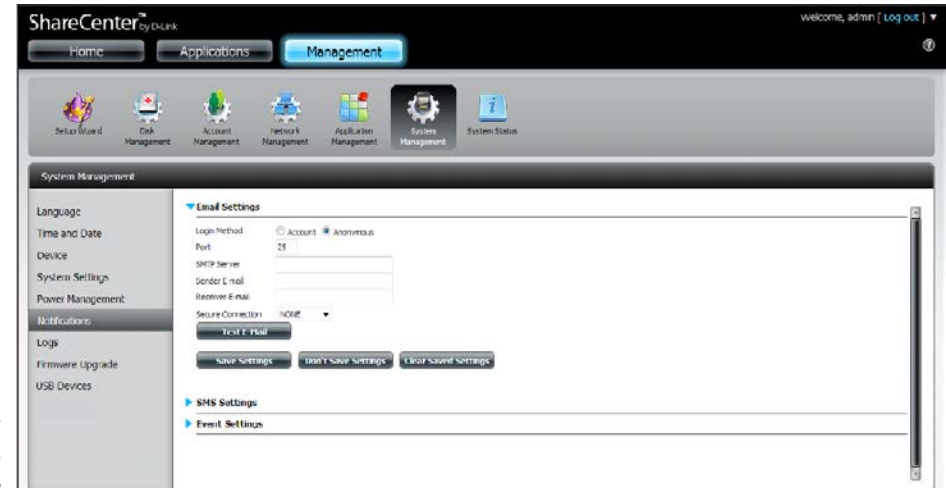 ShareCenter™ by D-Link
Welcome, admin [ Log out ]
Home Applications Management
?
Setup Wizard
Disk Management
Account Management
Network Management
Application Management
System Management
System Status
System Management
Language
Time and Date
Device
System Settings
Power Management
Notifications
Logs
Firmware Upgrade
USB Devices
Email Settings
Login Method Account Anonymous
Port 25
SMTP Server
Sender E-mail
Receiver E-mail
Secure Connection NONE
Test E-Mail
Save Settings Don't Save Settings Clear Saved Settings
SMS Settings
Event Settings